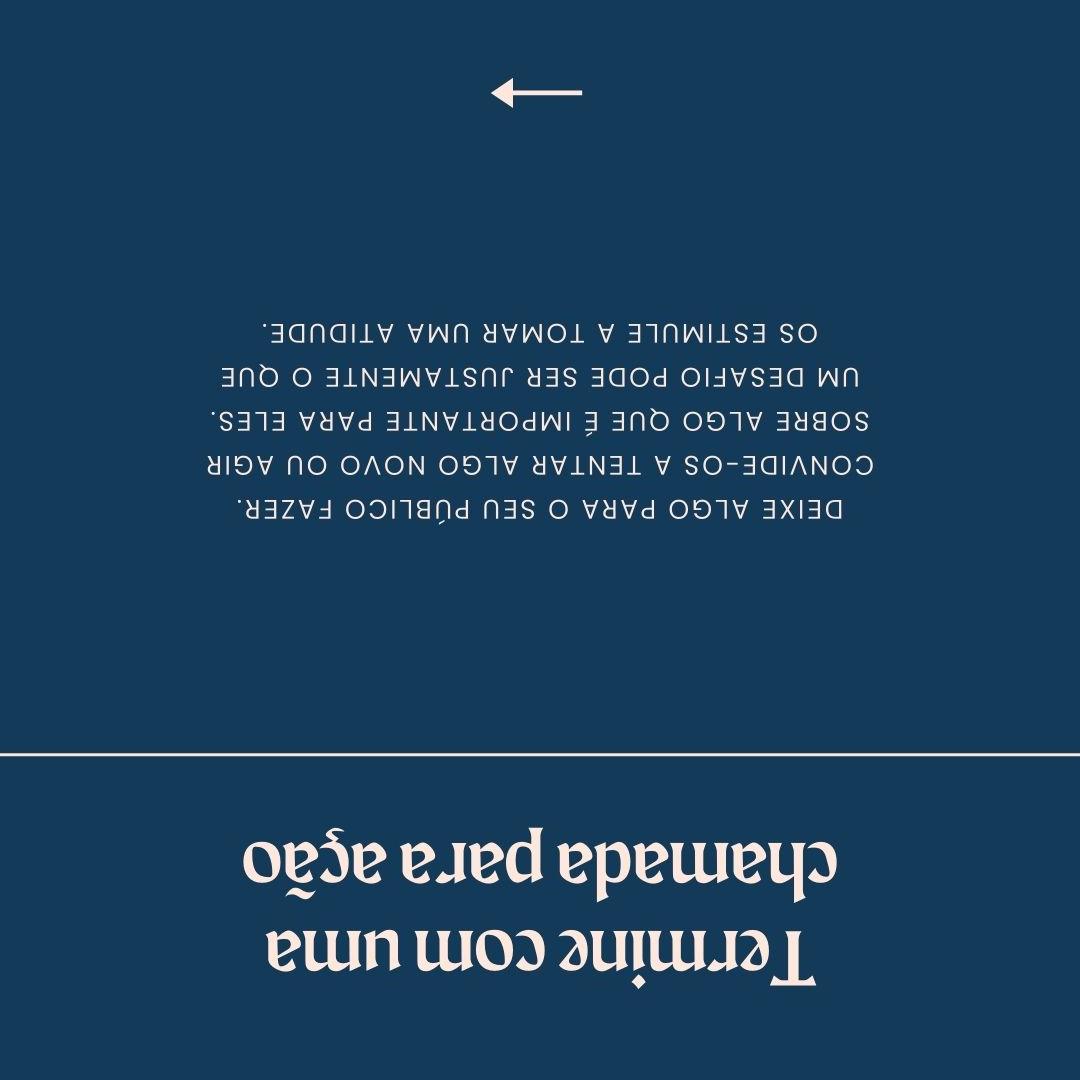 Termine com uma
chamada para ação
DEIXE ALGO PARA O SEU PÚBLICO FAZER.
CONVIDE-OS A TENTAR ALGO NOVO OU AGIR
SOBRE ALGO QUE É IMPORTANTE PARA ELES.
UM DESAFIO PODE SER JUSTAMENTE O QUE
OS ESTIMULE A TOMAR UMA ATIDUDE.